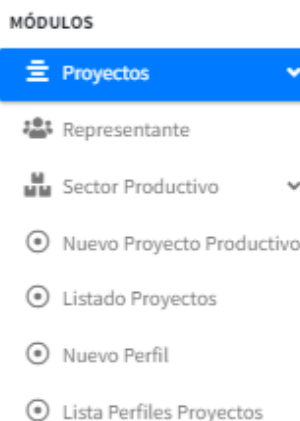 MÓDULOS
Proyectos
Representante
Sector Productivo
Nuevo Proyecto Productivo
Listado Proyectos
Nuevo Perfil
Lista Perfiles Proyectos